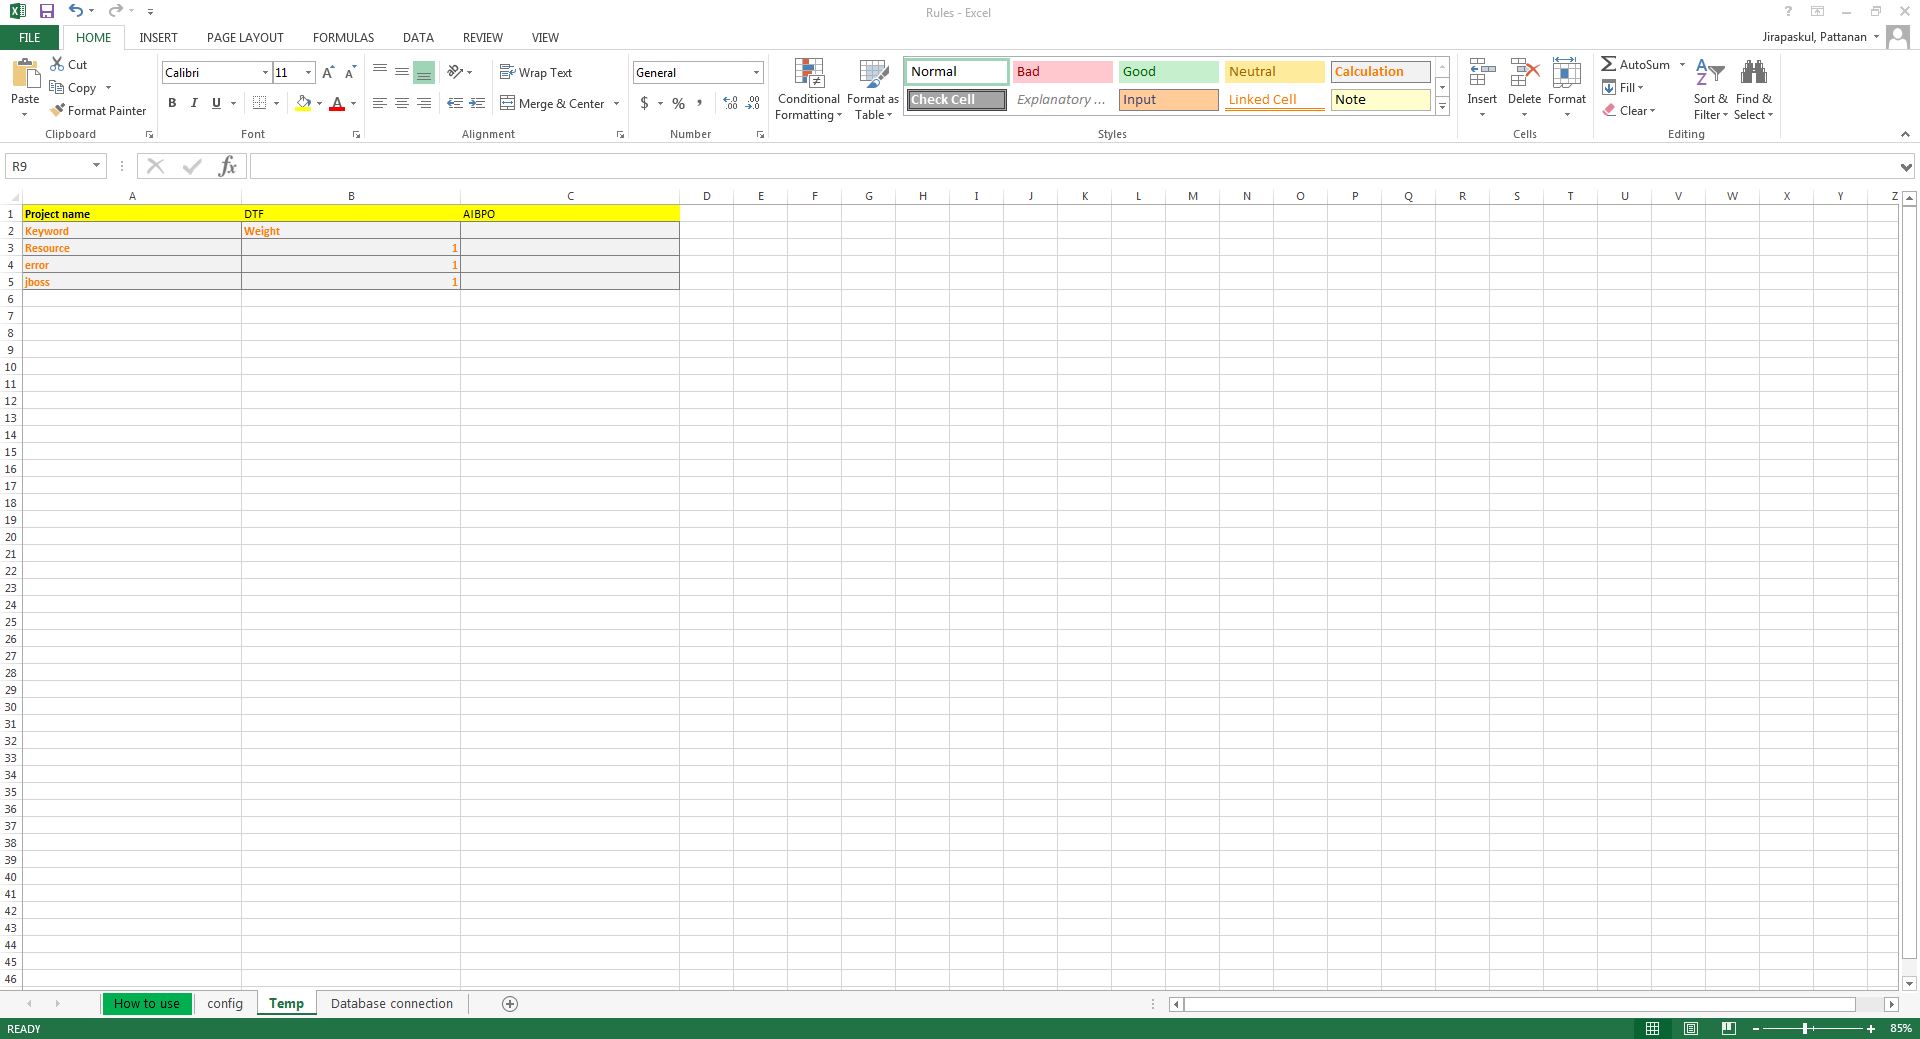 Rules - Excel
?
FILE HOME INSERT PAGE LAYOUT FORMULAS DATA REVIEW VIEW Jirapaskul, Pattanan
Paste Cut Copy Format Painter Clipboard
Calibri 11 A A B I U A Font
Wrap Text Merge & Center Alignment
General $ % , .0 .00 .00 .0 Number
Conditional Formatting Format as Table
Normal Bad Good Neutral Calculation
Check Cell Explanatory ... Input Linked Cell Note
Styles
Insert Delete Format Cells
AutoSum Fill Clear Sort & Filter Find & Select Editing
R9 fx
A B C D E F G H I J K L M N O P Q R S T U V W X Y Z
1 Project name DTF AIBPO
2 Keyword Weight
3 Resource 1
4 error 1
5 jboss 1
6
7
8
9
10
11
12
13
14
15
16
17
18
19
20
21
22
23
24
25
26
27
28
29
30
31
32
33
34
35
36
37
38
39
40
41
42
43
44
45
46
How to use config Temp Database connection
READY 85%